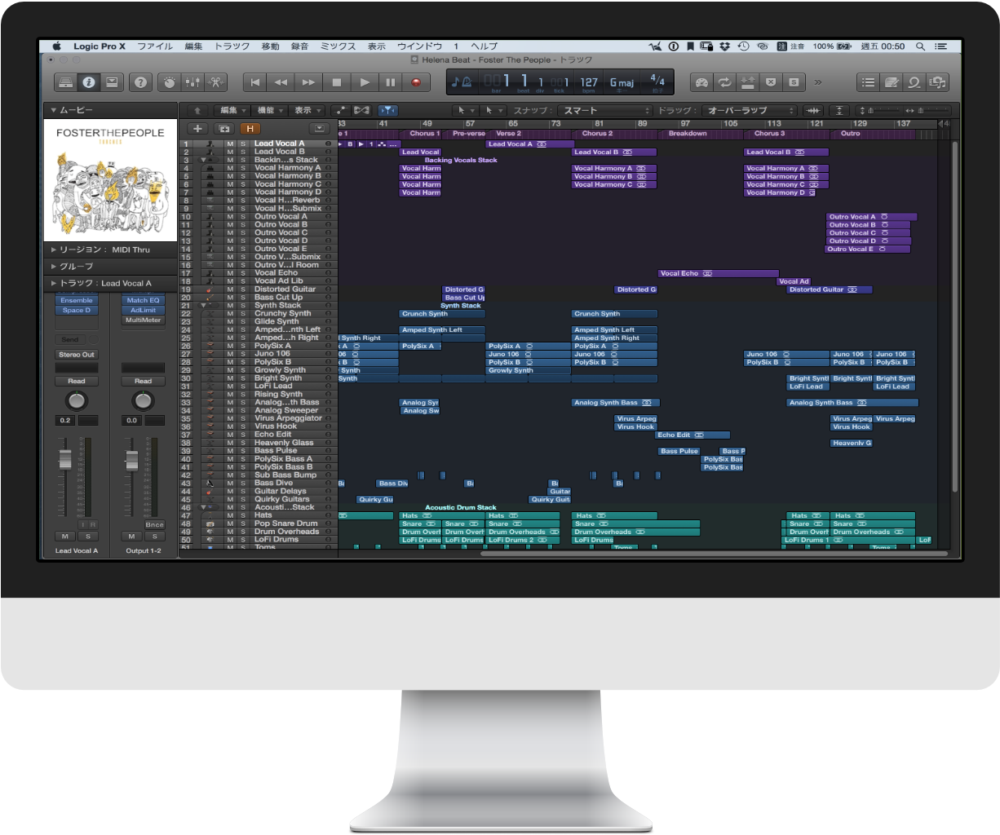 Logic Pro X ファイル 編集 トラック 移動 録音 ミックス 表示 ウインドウ 1 ヘルプ
注 注音 100% 週五 00:50
Helena Beat - Foster The People - トラック
1 1 1 1
bar beat div tick
127
bpm
G maj
4/4
ムービー
FOSTERTHEPEOPLE
TORCHES
リージョン： MIDI Thru
グループ
トラック：Lead Vocal A
Ensemble
Space D
Send
Stereo Out
Read
0.2
I R
M S
Lead Vocal A
Match EQ
AdLimit
MultiMeter
Read
0.0
Bnce
M S
Output 1-2
編集 機能 表示
スナップ： スマート
ドラッグ： オーバーラップ
H
33 41 49 57 65 73 81 89 97 105 113 121 129 137
e 1 Chorus 1 Pre-verse Verse 2 Chorus 2 Breakdown Chorus 3 Outro
1 M S Lead Vocal A
2 M S Lead Vocal B
3 M S Backin...s Stack
4 M S Vocal Harmony A
5 M S Vocal Harmony B
6 M S Vocal Harmony C
7 M S Vocal Harmony D
8 M S Vocal H...Reverb
9 M S Vocal H...Submix
10 M S Outro Vocal A
11 M S Outro Vocal B
12 M S Outro Vocal C
13 M S Outro Vocal D
14 M S Outro Vocal E
15 M S Outro V...Submix
16 M S Outro V...l Room
17 M S Vocal Echo
18 M S Vocal Ad Lib
19 M S Distorted Guitar
20 M S Bass Cut Up
21 M S Synth Stack
22 M S Crunchy Synth
23 M S Glide Synth
24 M S Amped...nth Left
25 M S Amped...h Right
26 M S PolySix A
27 M S Juno 106
28 M S PolySix B
29 M S Growly Synth
30 M S Bright Synth
31 M S LoFi Lead
32 M S Rising Synth
33 M S Analog...th Bass
34 M S Analog Sweeper
35 M S Virus Arpeggiator
36 M S Virus Hook
37 M S Echo Edit
38 M S Heavenly Glass
39 M S Bass Pulse
40 M S PolySix Bass A
41 M S PolySix Bass B
42 M S Sub Bass Bump
43 M S Bass Dive
44 M S Guitar Delays
45 M S Quirky Guitars
46 M S Acousti...Stack
47 M S Hats
48 M S Pop Snare Drum
49 M S Drum Overheads
50 M S LoFi Drums
51 M S Toms
B 1 ... Lead Vocal A
Lead Vocal Lead Vocal B Lead Vocal B
Backing Vocals Stack
Vocal Harm Vocal Harmony A Vocal Harmony A
Vocal Harm Vocal Harmony B Vocal Harmony B
Vocal Harm Vocal Harmony C Vocal Harmony C
Vocal Harm Vocal Harmony D
Outro Vocal A
Outro Vocal B
Outro Vocal C
Outro Vocal D
Outro Vocal E
Vocal Echo
Vocal Ad
Distorted G Distorted G Distorted Guitar
Bass Cut Up
Synth Stack
Crunch Synth Crunch Synth
Amped Synth Left Amped Synth Left
Synth Right Amped Synth Right
x A PolySix A PolySix A PolySix A
06 Juno 106 Juno 106 Juno 106 Juno 106 Juno 106
x B PolySix B PolySix B PolySix B PolySix B PolySix B
Synth Growly Synth
Synth Bright Synt Bright Synt Bright Synt
LoFi Lead LoFi Lead
Analog Syr Analog Synth Bass Analog Synth Bass
Analog Sw
Virus Arpeg Virus Arpeg Virus Arpeg
Virus Hook Virus Hook
Echo Edit
Heavenly G
Bass Pulse Bass P
PolySix Bas
PolySix Bas
Bass Div
Guitar
Quirky Gu Quirky Guit
Acoustic Drum Stack
Hats Hats Hats Hats Hats
Snare Snare Snare Snare Snare Snare
Drum Overh Drum Overh Drum Overheads Drum Overheads Drum Overh Drum Overheads
LoFi Drums LoFi Drums LoFi Drums 2 LoFi Drums LoFi Drums 1 LoF
Toms Toms